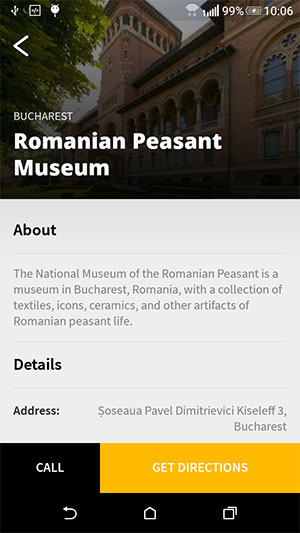 99% 10:06
BUCHAREST
Romanian Peasant
Museum
About
The National Museum of the Romanian Peasant is a
museum in Bucharest, Romania, with a collection of
textiles, icons, ceramics, and other artifacts of
Romanian peasant life.
Details
Address: Șoseaua Pavel Dimitrievici Kiseleff 3,
Bucharest
CALL GET DIRECTIONS